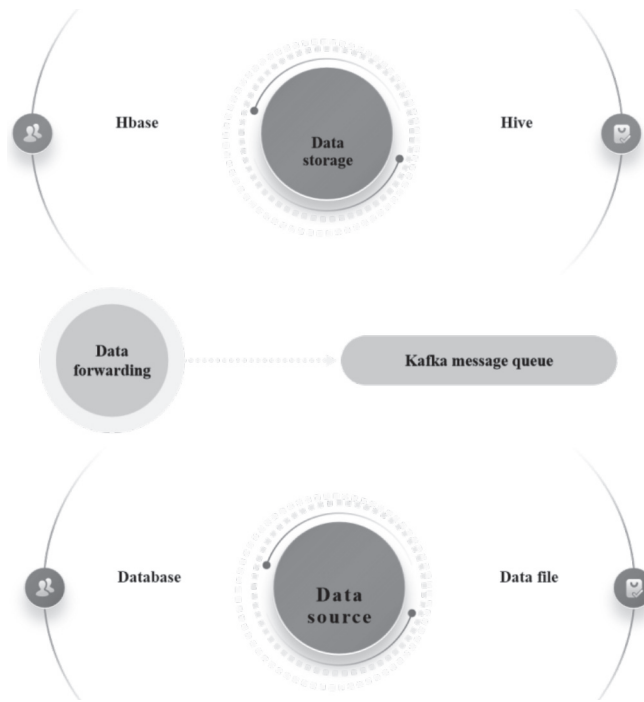 Hbase
Data
storage
Hive
Data
forwarding
Kafka message queue
Database
Data
source
Data file